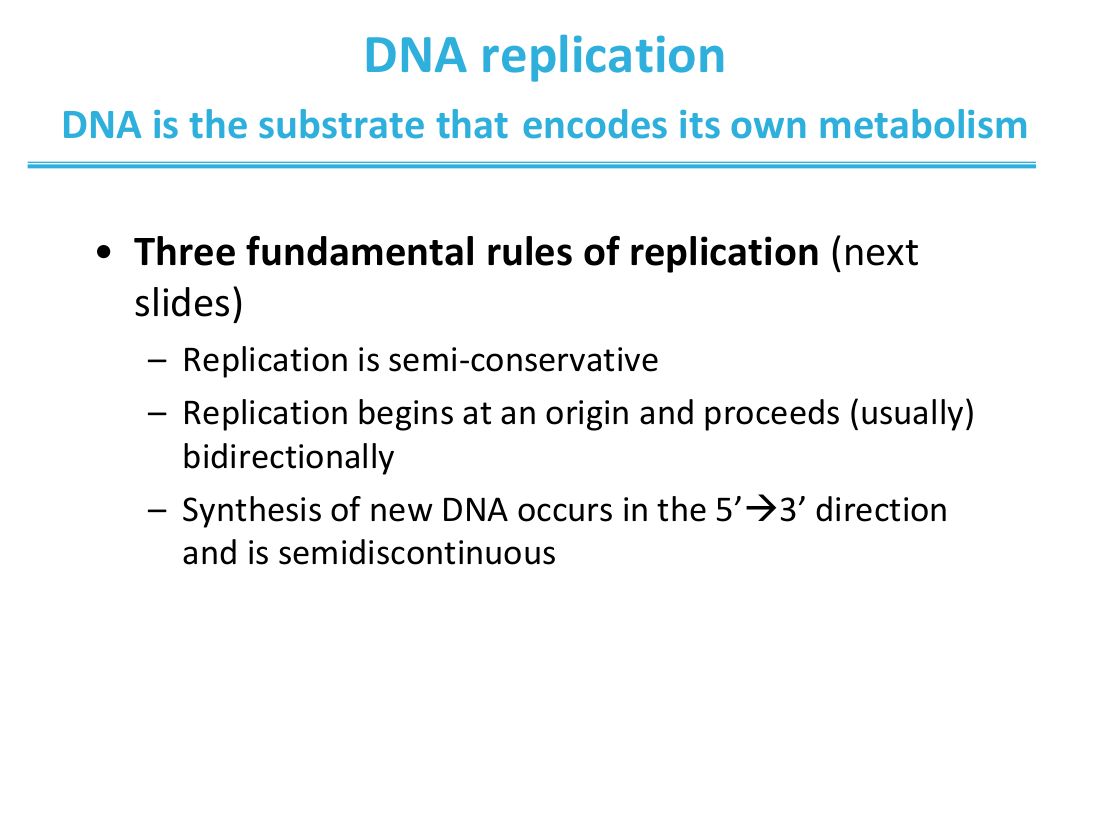 DNA replication
DNA is the substrate that encodes its own metabolism
• Three fundamental rules of replication (next
slides)
– Replication is semi-conservative
– Replication begins at an origin and proceeds (usually)
bidirectionally
– Synthesis of new DNA occurs in the 5’→3’ direction
and is semidiscontinuous